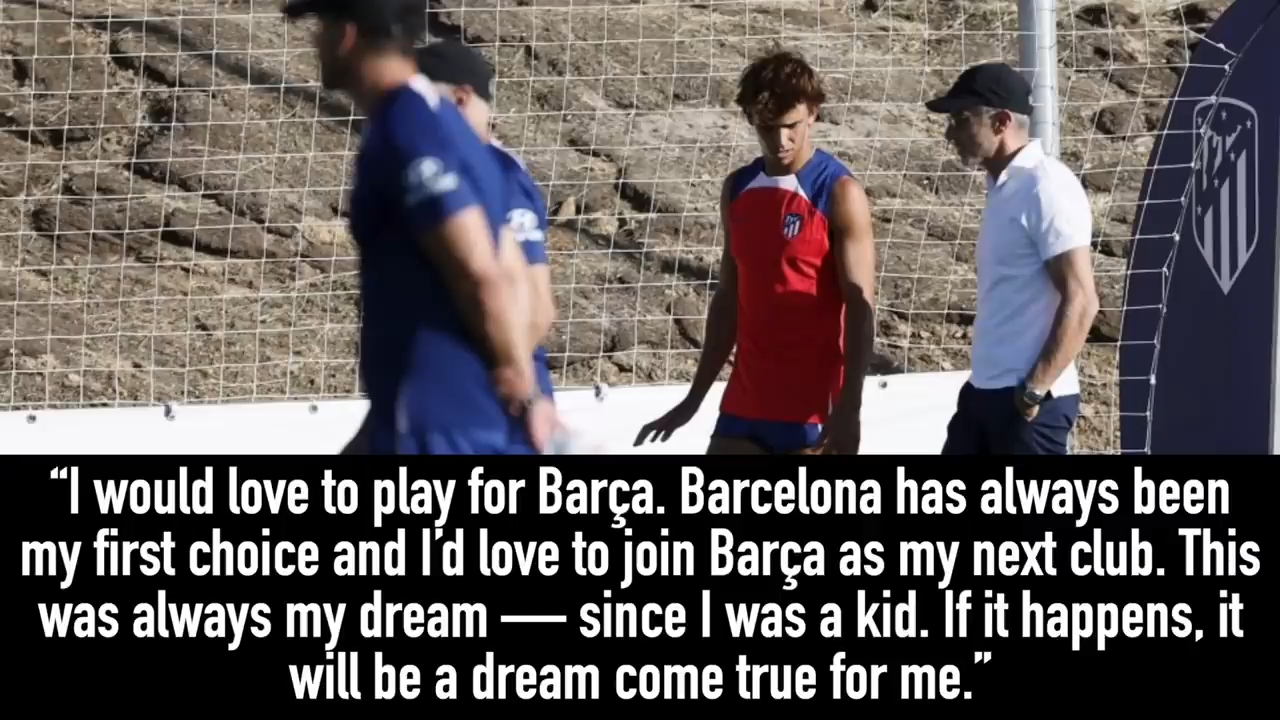 “I would love to play for Barça. Barcelona has always been
my first choice and I’d love to join Barça as my next club. This
was always my dream — since I was a kid. If it happens, it
will be a dream come true for me.”